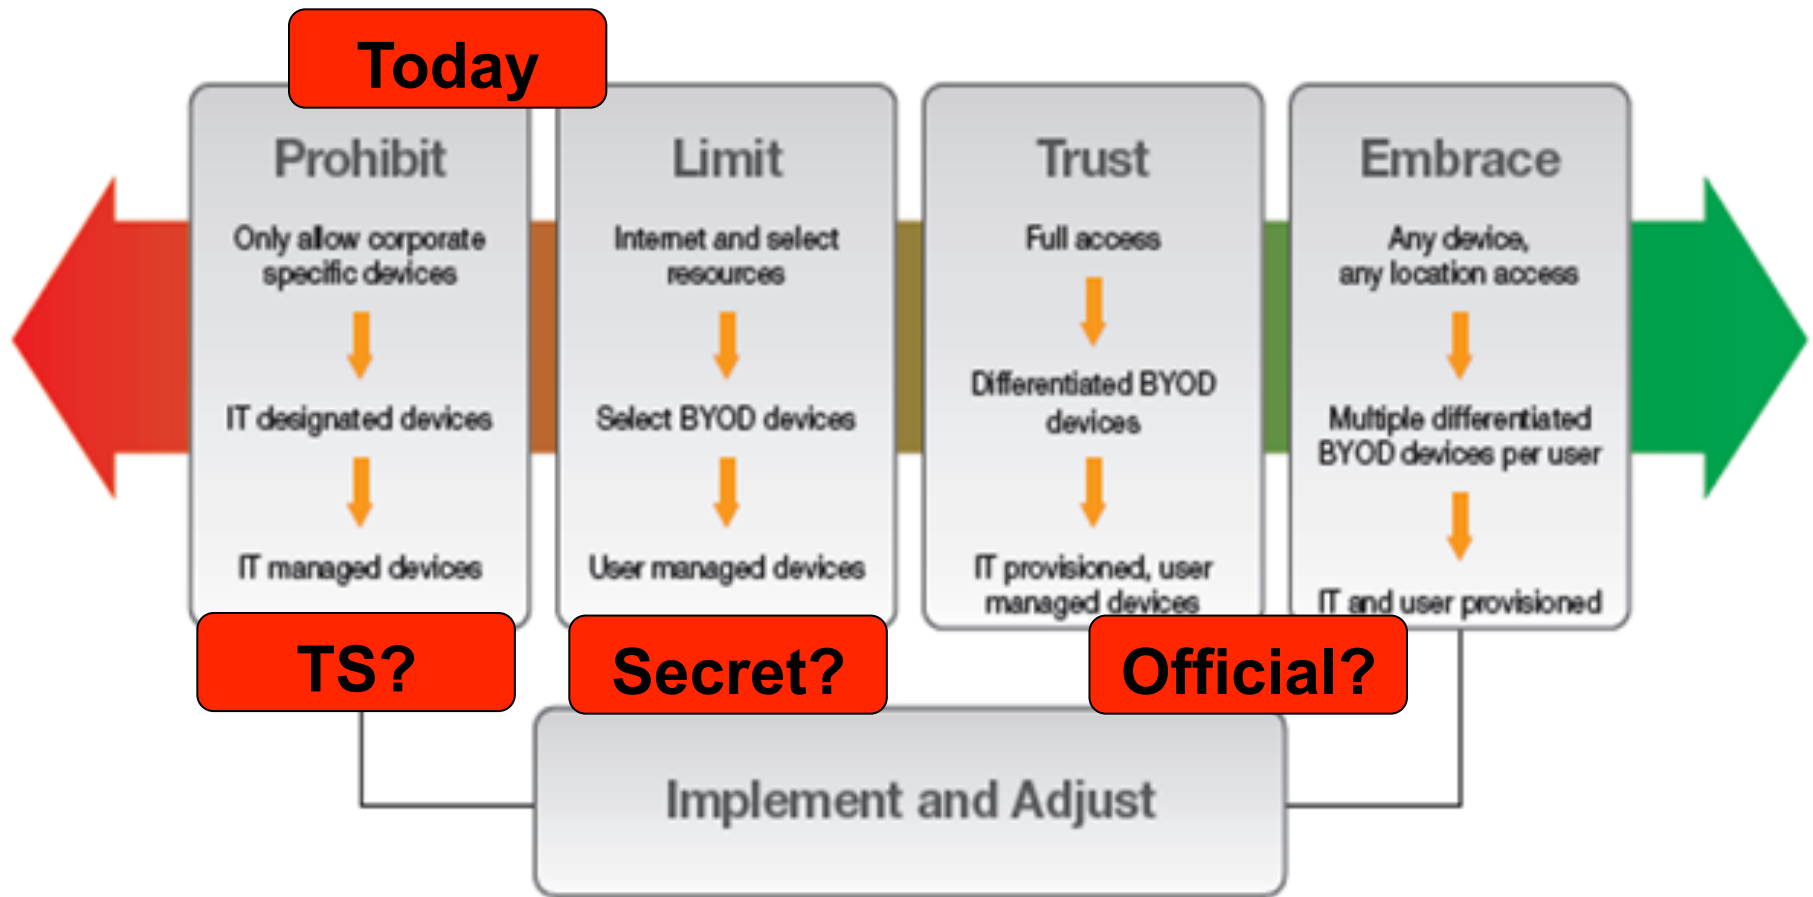 Today
Prohibit
Only allow corporate
specific devices
IT designated devices
IT managed devices
TS?
Limit
Internet and select
resources
Select BYOD devices
User managed devices
Secret?
Trust
Full access
Differentiated BYOD
devices
IT provisioned, user
managed devices
Embrace
Any device,
any location access
Multiple differentiated
BYOD devices per user
IT and user provisioned
Official?
Implement and Adjust